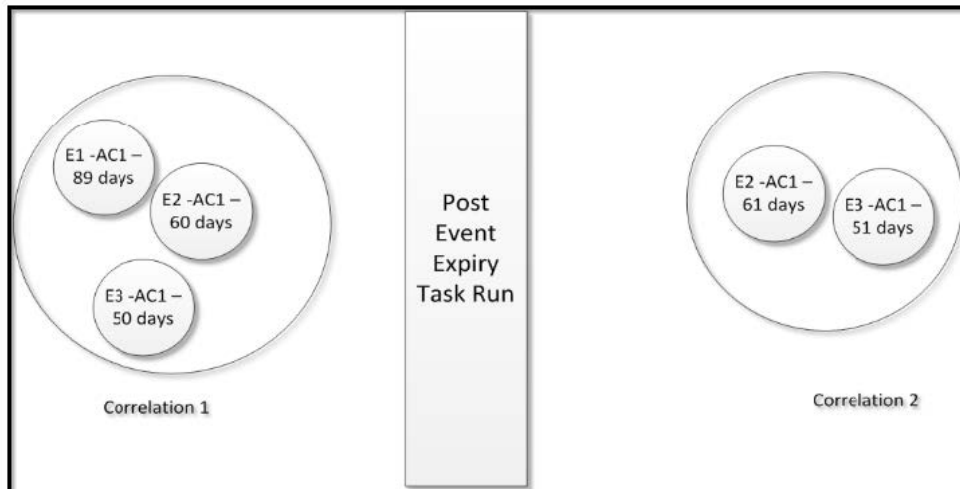 E1 -AC1 –
89 days
E2 -AC1 –
60 days
E3 -AC1 –
50 days
Correlation 1
Post
Event
Expiry
Task Run
E2 -AC1 –
61 days
E3 -AC1 –
51 days
Correlation 2